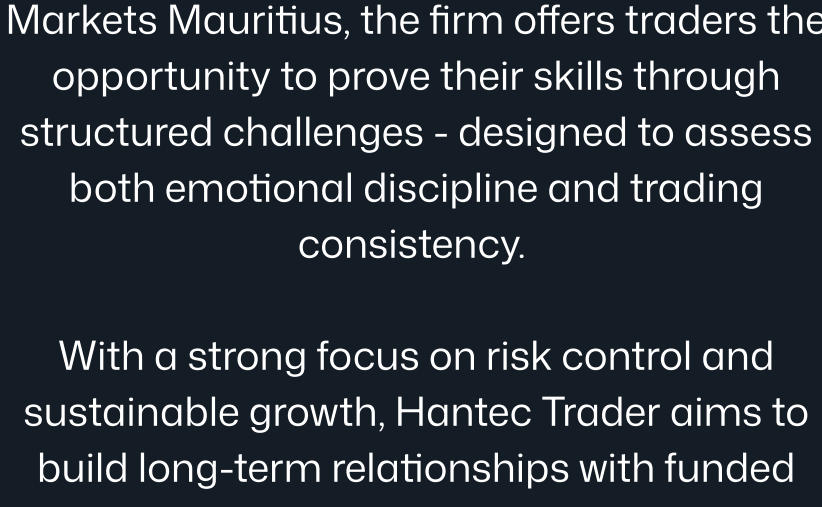 Markets Mauritius, the firm offers traders the
opportunity to prove their skills through
structured challenges - designed to assess
both emotional discipline and trading
consistency.
With a strong focus on risk control and
sustainable growth, Hantec Trader aims to
build long-term relationships with funded